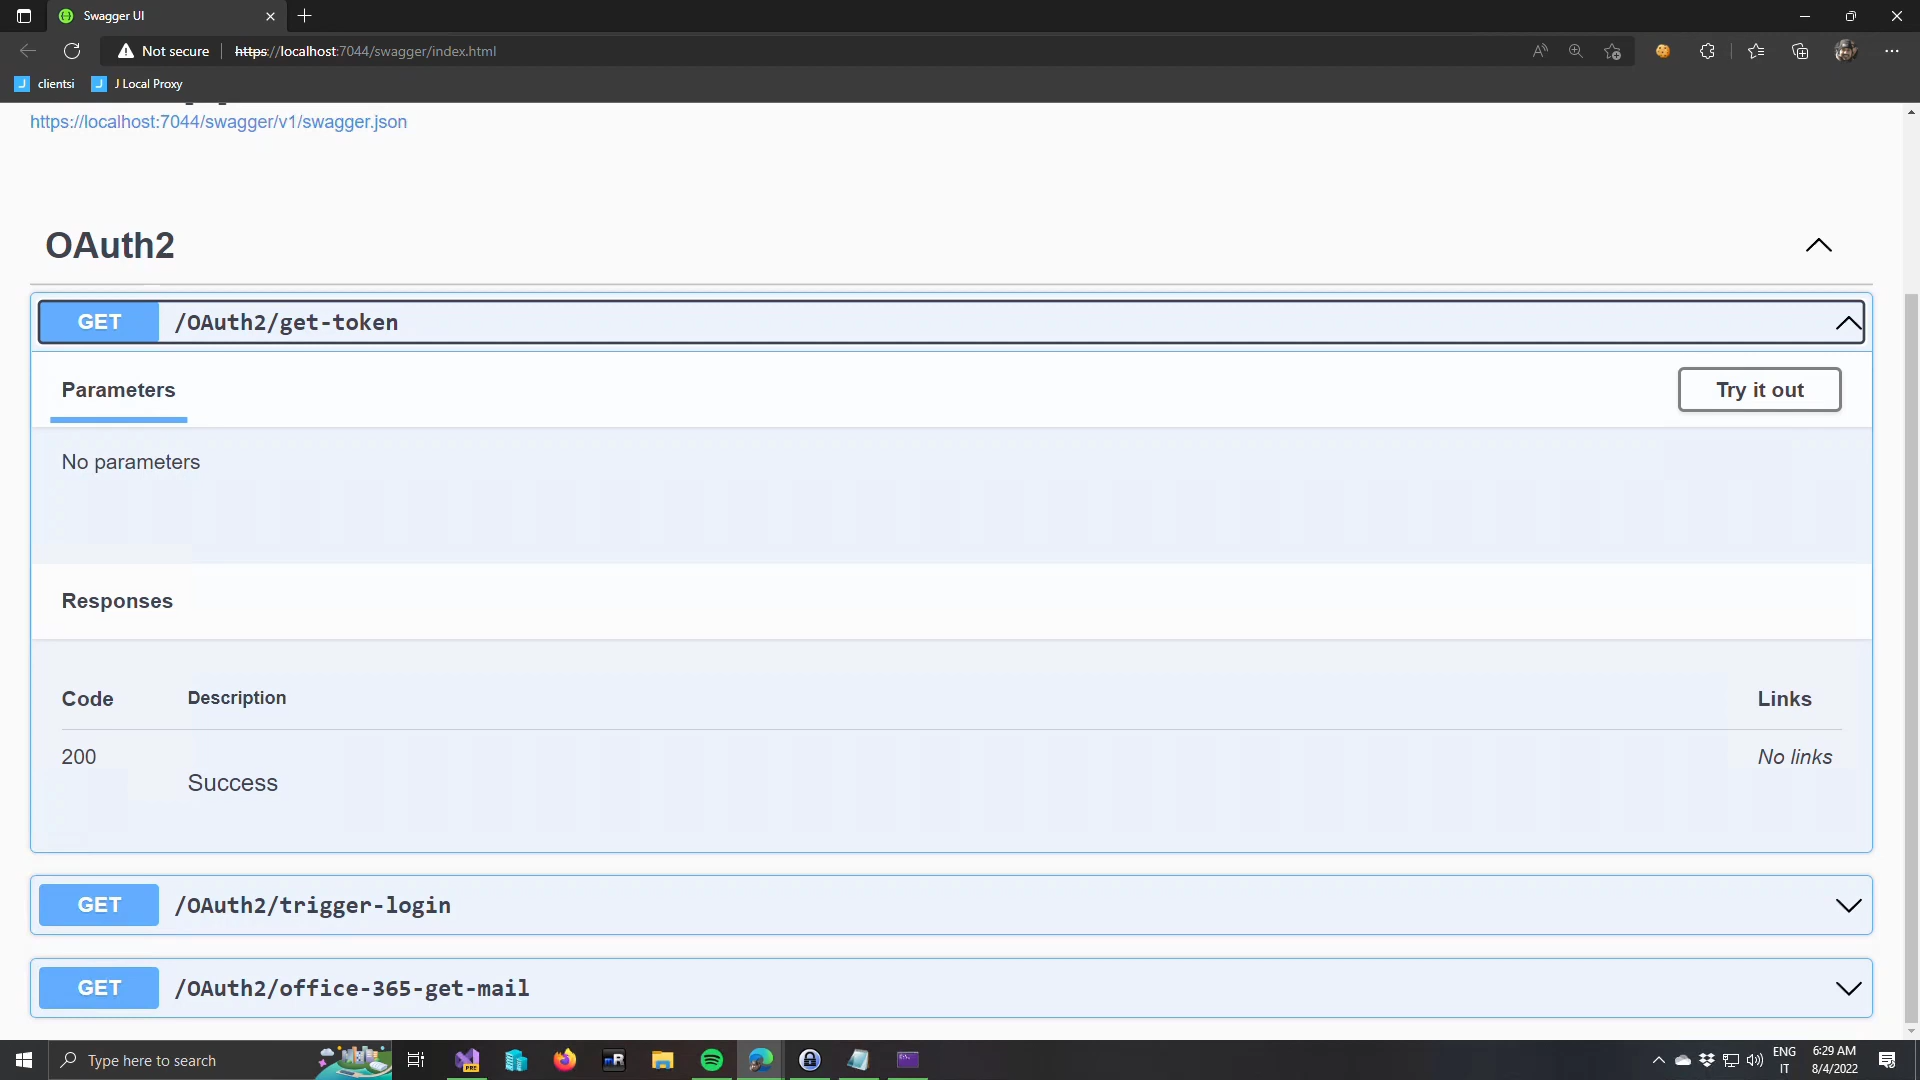 Swagger UI
Not secure
https://localhost:7044/swagger/index.html
clientsi
J Local Proxy
https://localhost:7044/swagger/v1/swagger.json
OAuth2
GET /OAuth2/get-token
Parameters
Try it out
No parameters
Responses
Code Description Links
200 No links
Success
GET /OAuth2/trigger-login
GET /OAuth2/office-365-get-mail
Type here to search
PRE
ENG
IT
6:29 AM
8/4/2022